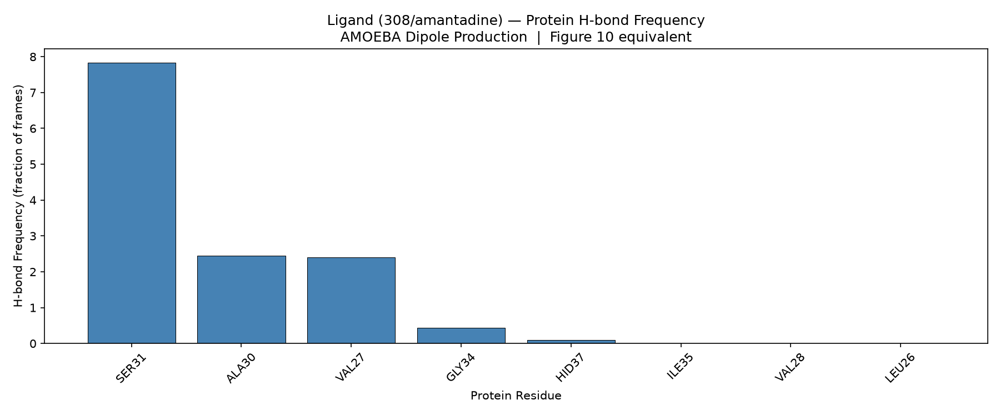 Ligand (308/amantadine) — Protein H-bond Frequency
AMOEBA Dipole Production | Figure 10 equivalent
H-bond Frequency (fraction of frames)
8
7
6
5
4
3
2
1
0
SER31
ALA30
VAL27
GLY34
HID37
ILE35
VAL28
LEU26
Protein Residue